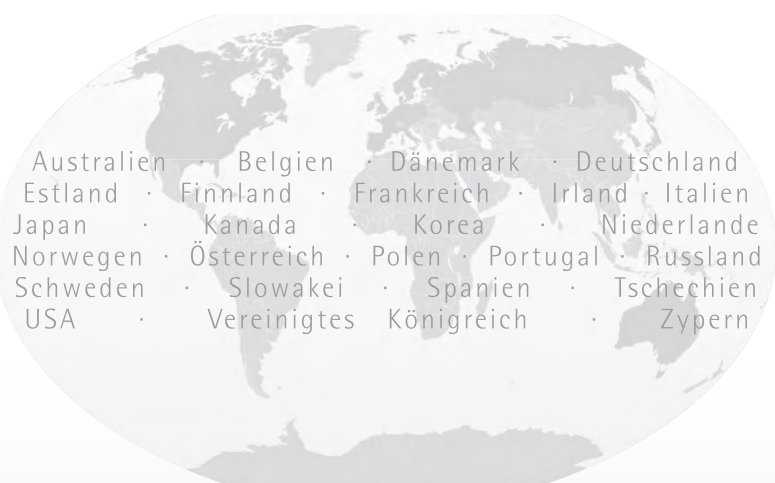 Australien · Belgien · Dänemark · Deutschland
Estland · Finnland · Frankreich · Irland · Italien
Japan · Kanada · Korea · Niederlande
Norwegen · Österreich · Polen · Portugal · Russland
Schweden · Slowakei · Spanien · Tschechien
USA · Vereinigtes Königreich · Zypern